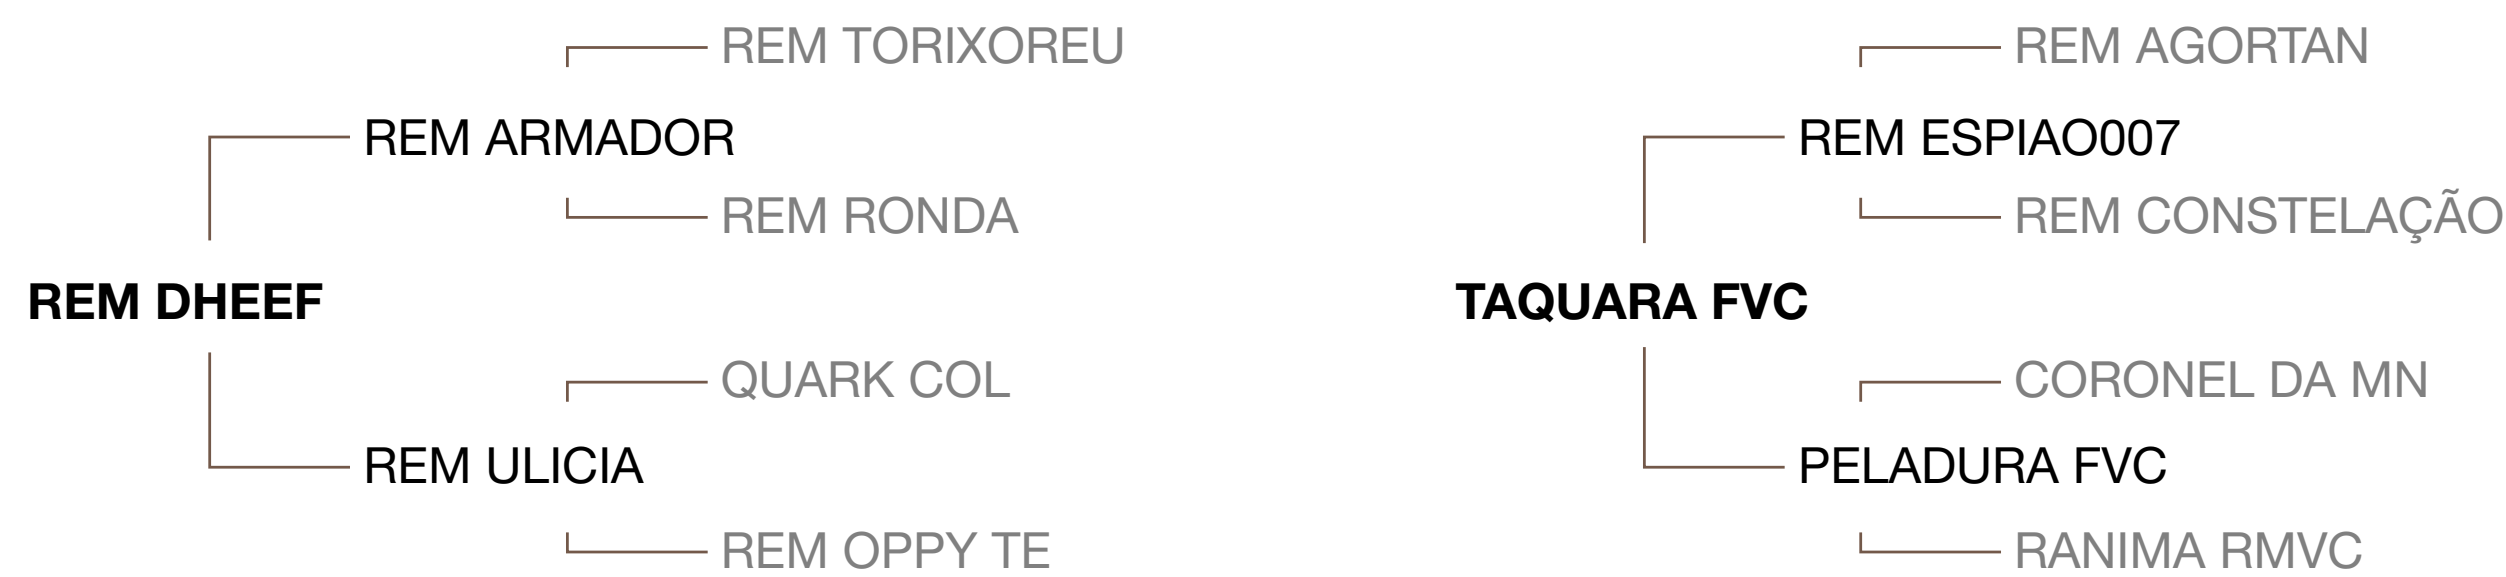 REM TORIXOREU
REM ARMADOR
REM RONDA
REM DHEEF
QUARK COL
REM ULICIA
REM OPPY TE
REM AGORTAN
REM ESPIAO007
REM CONSTELAÇÃO
TAQUARA FVC
CORONEL DA MN
PELADURA FVC
RANIMA RMVC